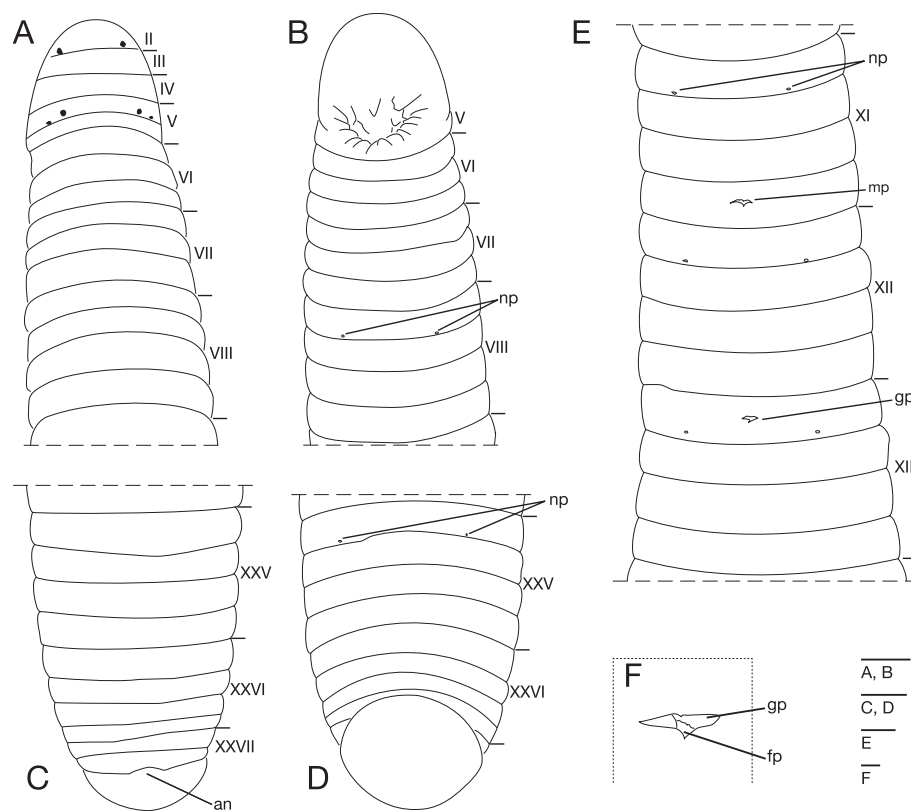 A
II
III
IV
V
VI
VII
VIII
B
V
VI
VII
np
VIII
E
np
XI
mp
XII
gp
XII
C
XXV
XXVI
XXVII
an
D
np
XXV
XXVI
F
gp
fp
A, B
C, D
E
F